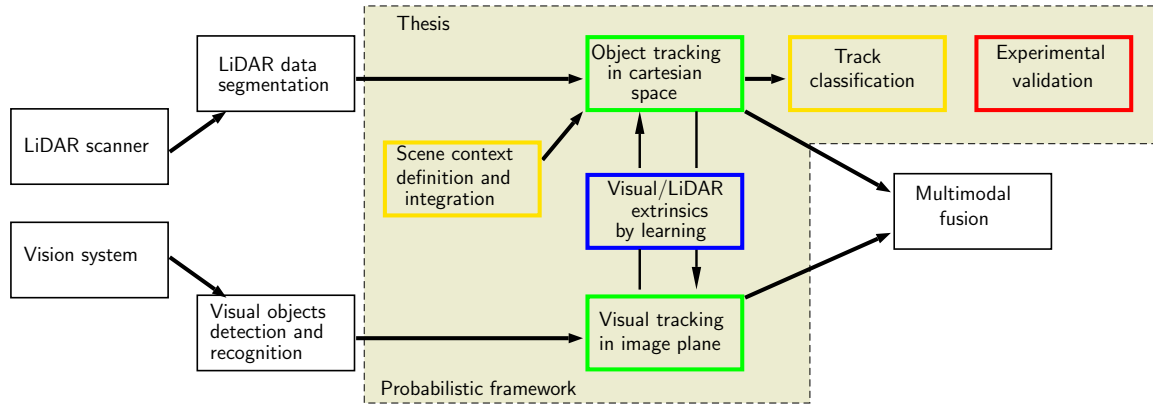 Thesis
LiDAR data
segmentation
Object tracking
in cartesian
space
Track
classification
Experimental
validation
LiDAR scanner
Scene context
definition and
integration
Visual/LiDAR
extrinsics
by learning
Multimodal
fusion
Vision system
Visual objects
detection and
recognition
Visual tracking
in image plane
Probabilistic framework